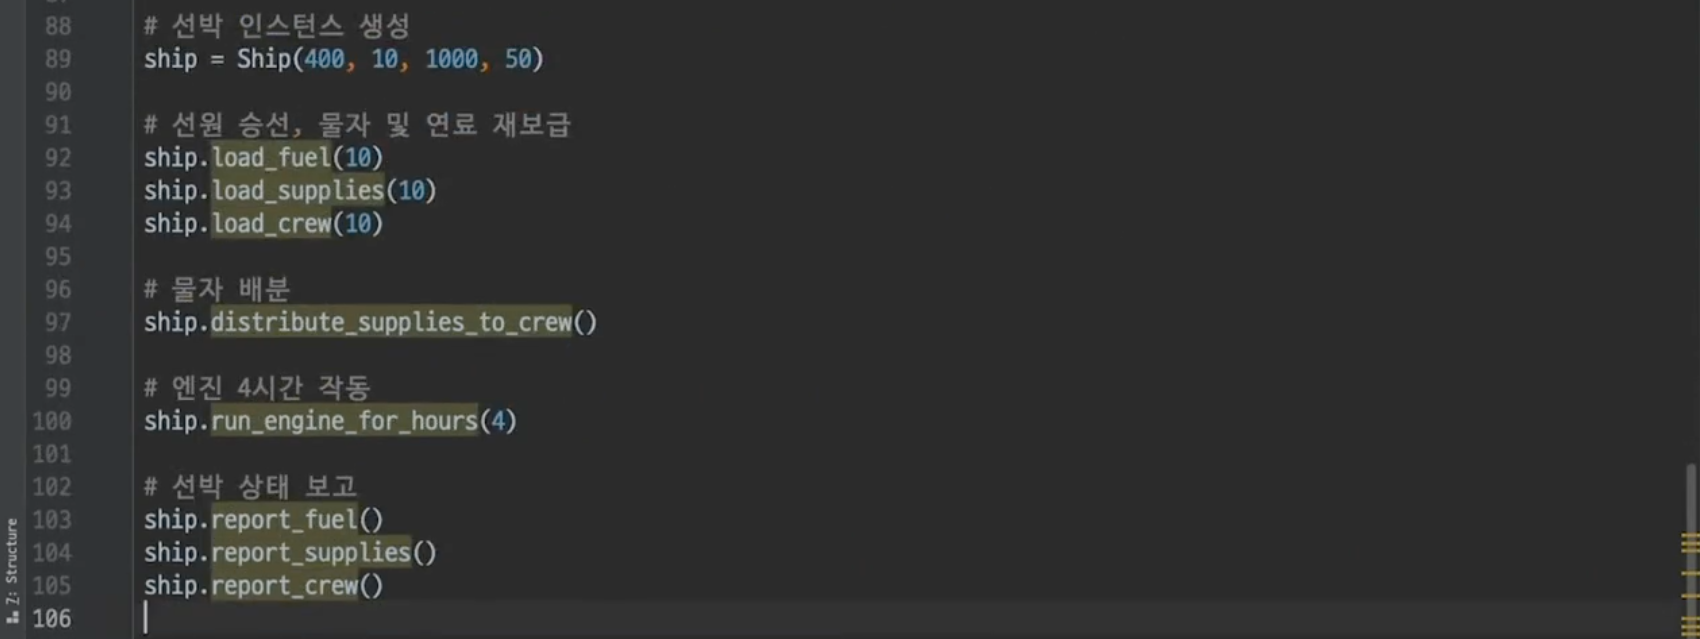 88 # 선박 인스턴스 생성
89 ship = Ship(400, 10, 1000, 50)
90
91 # 선원 승선, 물자 및 연료 재보급
92 ship.load_fuel(10)
93 ship.load_supplies(10)
94 ship.load_crew(10)
95
96 # 물자 배분
97 ship.distribute_supplies_to_crew()
98
99 # 엔진 4시간 작동
100 ship.run_engine_for_hours(4)
101
102 # 선박 상태 보고
103 ship.report_fuel()
104 ship.report_supplies()
105 ship.report_crew()
106
Z: Structure